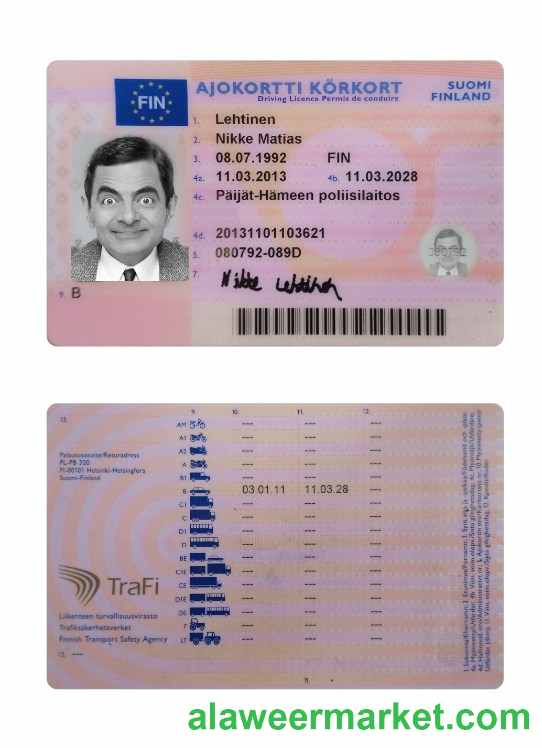 FIN
AJOKORTTI KÖRKORT
Driving Licence Permis de conduire
SUOMI
FINLAND
1. Lehtinen
2. Nikke Matias
3. 08.07.1992 FIN
4a. 11.03.2013 4b. 11.03.2028
4c. Päijät-Hämeen poliisilaitos
4d. 20131101103621
5. 080792-089D
7. Nikke Lehtinen
9. B
13.
9. 10. 11. 12.
AM --- --- ---
A1 --- --- ---
A2 --- --- ---
A --- --- ---
B1 --- --- ---
B 03.01.11 11.03.28
C1 --- --- ---
C --- --- ---
D1 --- --- ---
D --- --- ---
BE --- --- ---
C1E --- --- ---
CE --- --- ---
D1E --- --- ---
DE --- --- ---
T --- --- ---
LT --- --- ---
Palautusosoite/Returadress
PL-PB 320
FI-00101 Helsinki-Helsingfors
Suomi-Finland
TraFi
Liikenteen turvallisuusvirasto
Trafiksäkerhetsverket
Finnish Transport Safety Agency
12. ---
alaweermarket.com